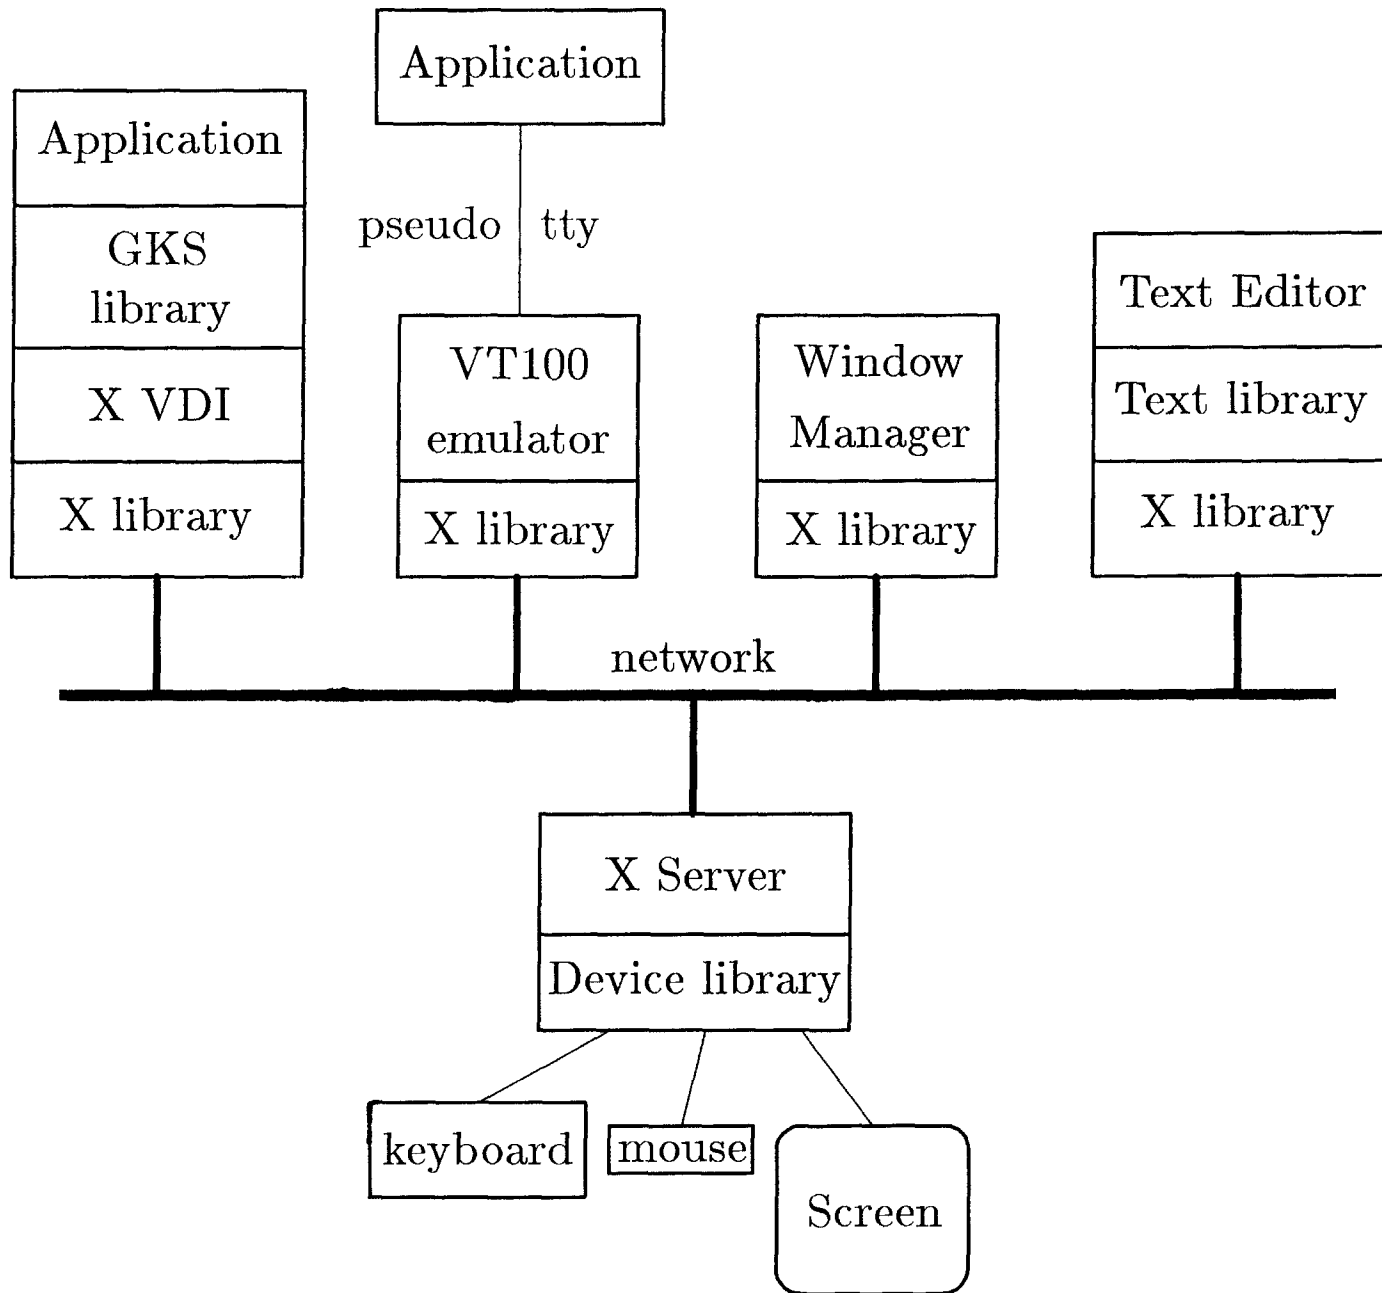 Application
GKS
library
X VDI
X library
Application
pseudo tty
VT100
emulator
X library
Window
Manager
X library
Text Editor
Text library
X library
network
X Server
Device library
keyboard
mouse
Screen